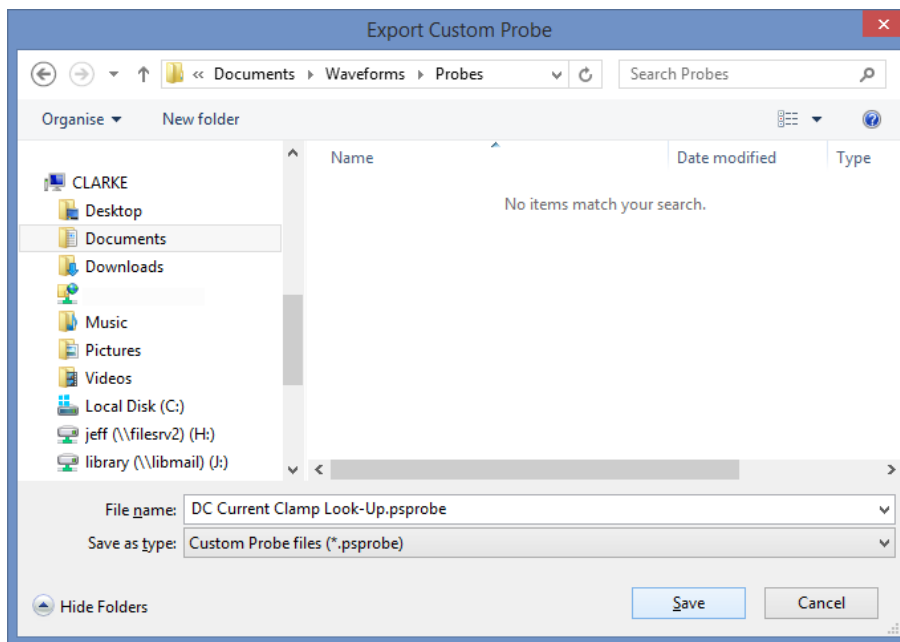 Export Custom Probe
« Documents Waveforms Probes
Search Probes
Organise
New folder
Name
Date modified
Type
No items match your search.
CLARKE
Desktop
Documents
Downloads
Music
Pictures
Videos
Local Disk (C:)
jeff (\\filesrv2) (H:)
library (\\libmail) (J:)
File name: DC Current Clamp Look-Up.psprobe
Save as type: Custom Probe files (*.psprobe)
Hide Folders
Save
Cancel